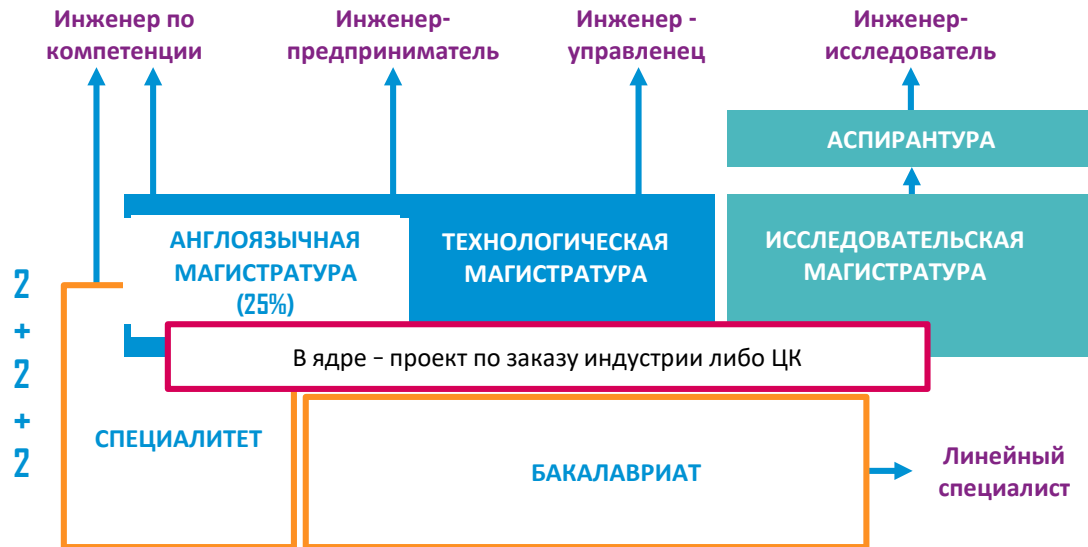 Инженер по
компетенции
Инженер-
предприниматель
Инженер -
управленец
Инженер-
исследователь
АСПИРАНТУРА
АНГЛОЯЗЫЧНАЯ
МАГИСТРАТУРА
(25%)
ТЕХНОЛОГИЧЕСКАЯ
МАГИСТРАТУРА
ИССЛЕДОВАТЕЛЬСКАЯ
МАГИСТРАТУРА
2
+
2
+
2
В ядре – проект по заказу индустрии либо ЦК
СПЕЦИАЛИТЕТ
БАКАЛАВРИАТ
Линейный
специалист